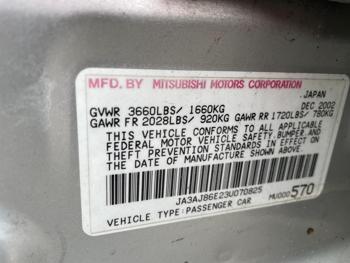 MFD. BY MITSUBISHI MOTORS CORPORATION
JAPAN
GVWR 3660LBS/ 1660KG DEC 2002
GAWR FR 2028LBS/ 920KG GAWR RR 1720LBS/ 780KG
THIS VEHICLE CONFORMS TO ALL APPLICABLE
FEDERAL MOTOR VEHICLE SAFETY,BUMPER,AND
THEFT PREVENTION STANDARDS IN EFFECT ON
THE DATE OF MANUFACTURE SHOWN ABOVE.
JA3AJ86E23U070825 MU000570
VEHICLE TYPE:PASSENGER CAR